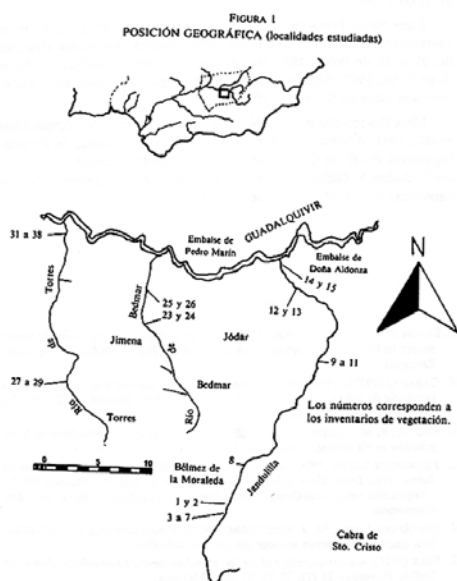 FIGURA 1
POSICIÓN GEOGRÁFICA (localidades estudiadas)
GUADALQUIVIR
31 a 38
Embalse de
Pedro Marín
Embalse de
Doña Aldonza
N
Torres
Bedmar
14 y 15
25 y 26
23 y 24
12 y 13
Jimena
de
Jódar
de
9 a 11
27 a 29
Bedmar
Río
Río
Torres
Los números corresponden a
los inventarios de vegetación.
0
5
10
8
Bélmez de
la Moraleda
Jandulilla
1 y 2
3 a 7
Cabra de
Sto. Cristo